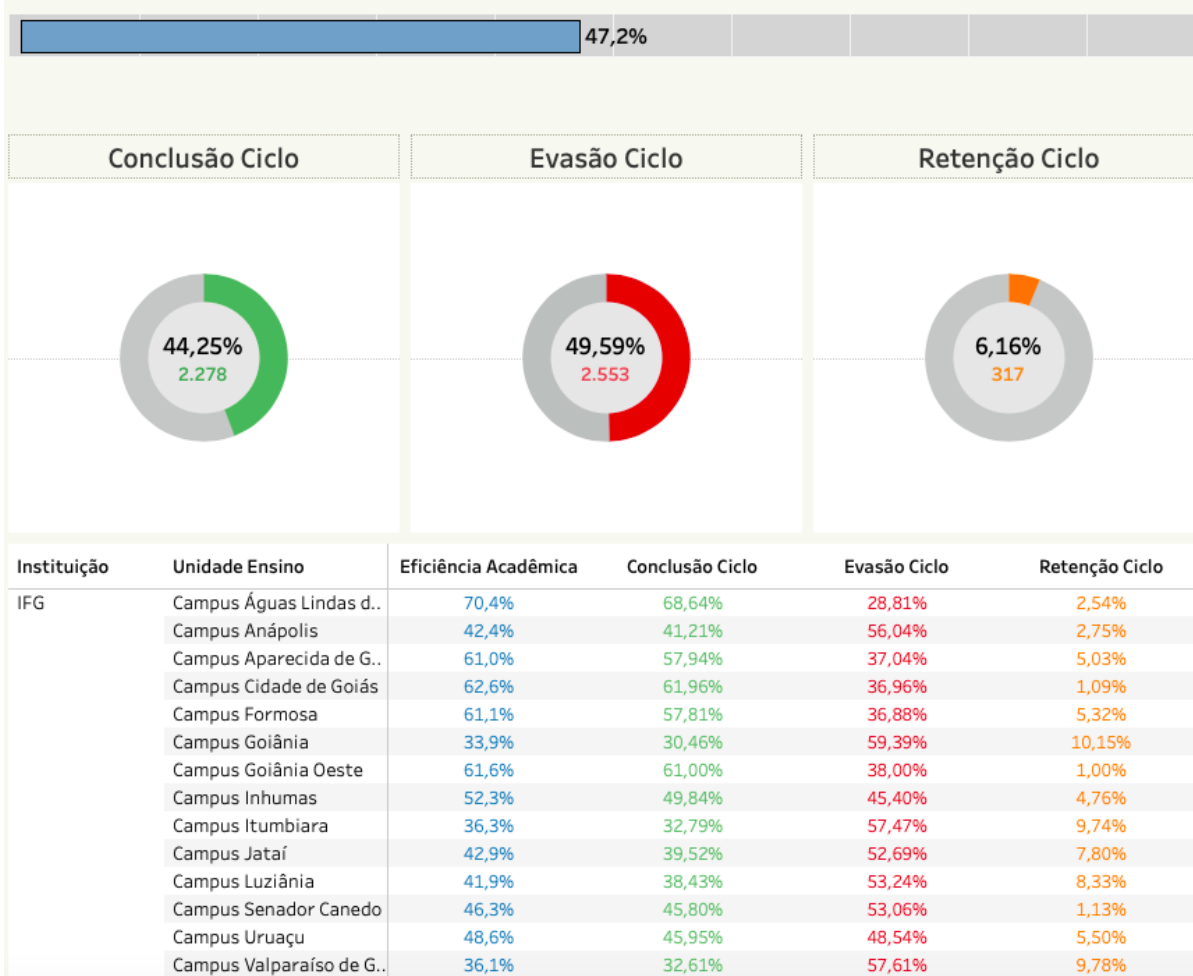 47,2%
Conclusão Ciclo Evasão Ciclo Retenção Ciclo
44,25% 49,59% 6,16%
2.278 2.553 317
Instituição Unidade Ensino Eficiência Acadêmica Conclusão Ciclo Evasão Ciclo Retenção Ciclo
IFG Campus Águas Lindas d.. 70,4% 68,64% 28,81% 2,54%
Campus Anápolis 42,4% 41,21% 56,04% 2,75%
Campus Aparecida de G.. 61,0% 57,94% 37,04% 5,03%
Campus Cidade de Goiás 62,6% 61,96% 36,96% 1,09%
Campus Formosa 61,1% 57,81% 36,88% 5,32%
Campus Goiânia 33,9% 30,46% 59,39% 10,15%
Campus Goiânia Oeste 61,6% 61,00% 38,00% 1,00%
Campus Inhumas 52,3% 49,84% 45,40% 4,76%
Campus Itumbiara 36,3% 32,79% 57,47% 9,74%
Campus Jataí 42,9% 39,52% 52,69% 7,80%
Campus Luziânia 41,9% 38,43% 53,24% 8,33%
Campus Senador Canedo 46,3% 45,80% 53,06% 1,13%
Campus Uruaçu 48,6% 45,95% 48,54% 5,50%
Campus Valparaíso de G.. 36,1% 32,61% 57,61% 9,78%